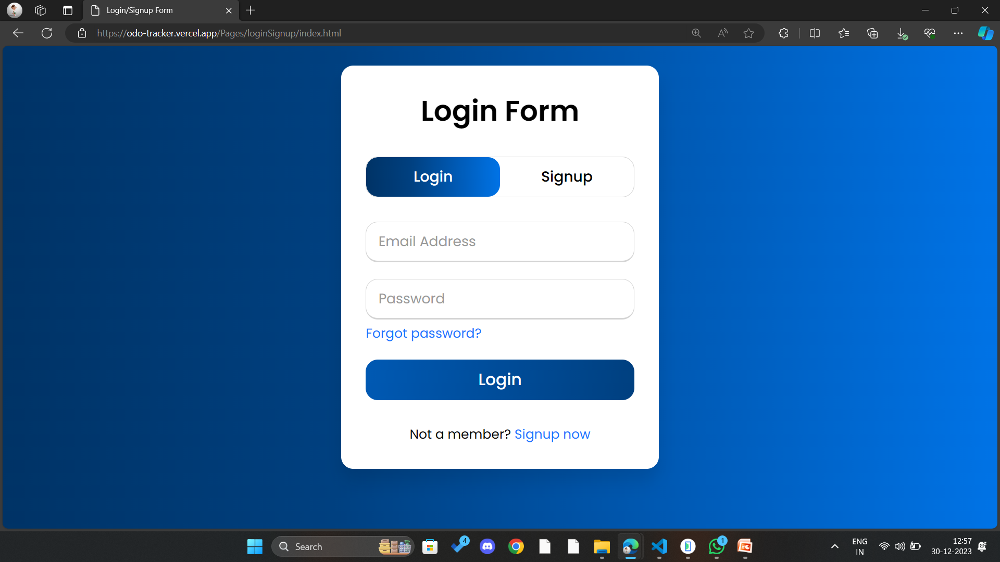 Login/Signup Form
https://odo-tracker.vercel.app/Pages/loginSignup/index.html
Login Form
Login Signup
Email Address
Password
Forgot password?
Login
Not a member? Signup now
Search
4
1
ENG
IN
12:57
30-12-2023